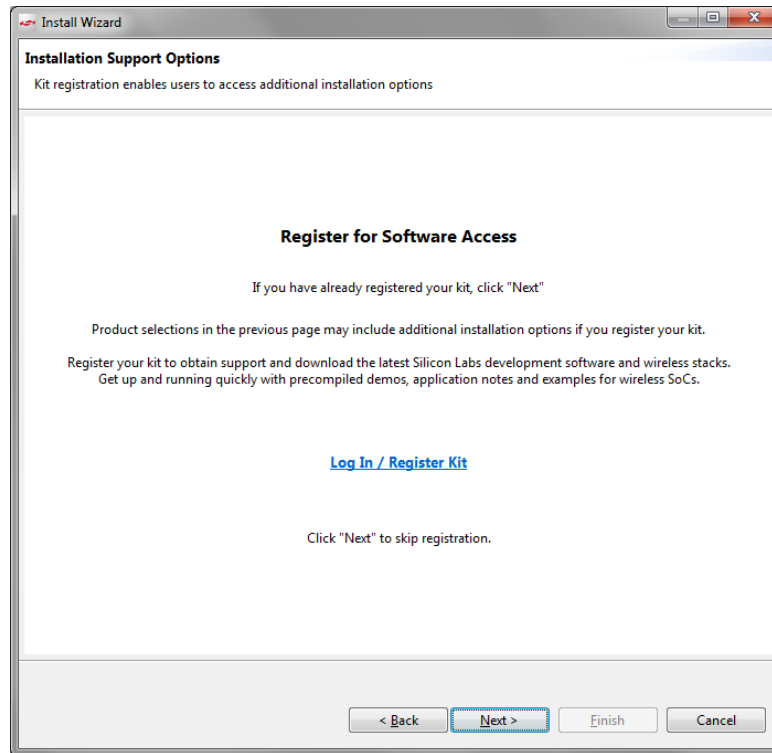 Install Wizard
Installation Support Options
Kit registration enables users to access additional installation options
Register for Software Access
If you have already registered your kit, click "Next"
Product selections in the previous page may include additional installation options if you register your kit.
Register your kit to obtain support and download the latest Silicon Labs development software and wireless stacks.
Get up and running quickly with precompiled demos, application notes and examples for wireless SoCs.
Log In / Register Kit
Click "Next" to skip registration.
< Back Next > Finish Cancel